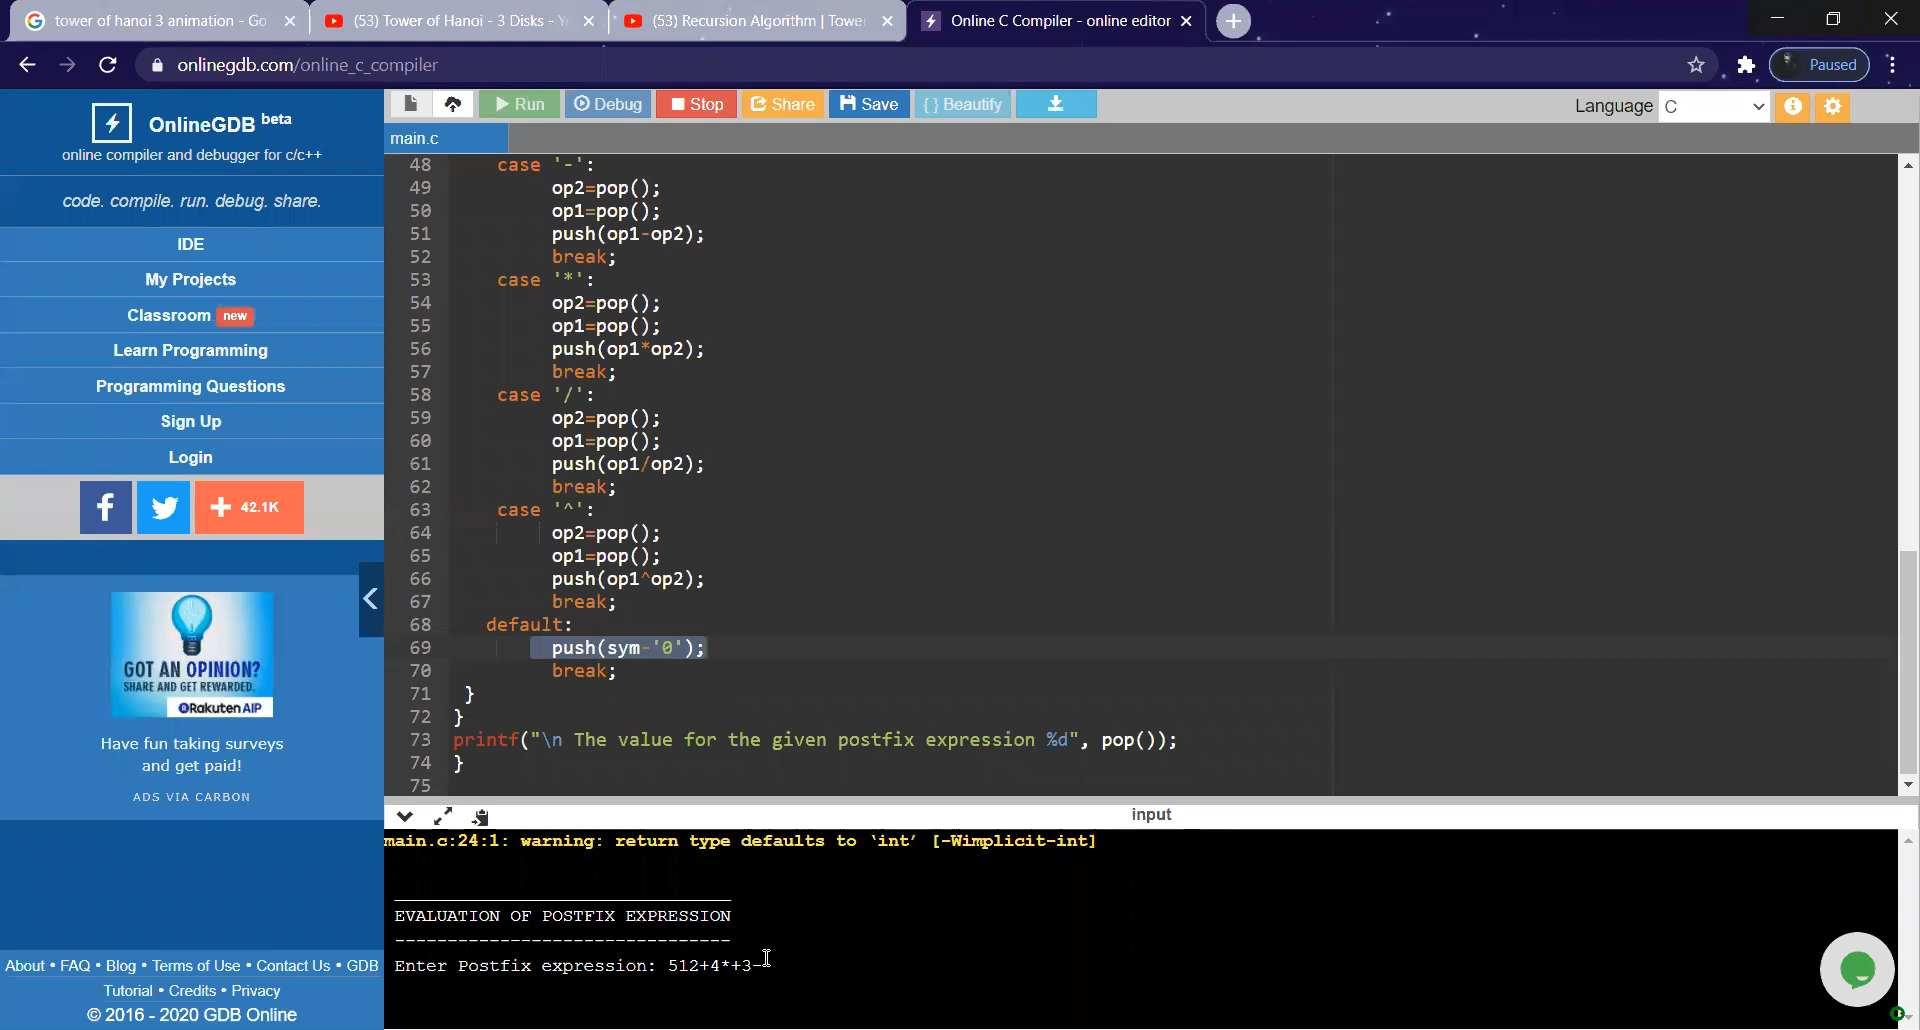 tower of hanoi 3 animation - Go
(53) Tower of Hanoi - 3 Disks - Y
(53) Recursion Algorithm | Tower
Online C Compiler - online editor
onlinegdb.com/online_c_compiler
Paused
OnlineGDB beta
online compiler and debugger for c/c++
code. compile. run. debug. share.
IDE
My Projects
Classroom new
Learn Programming
Programming Questions
Sign Up
Login
42.1K
GOT AN OPINION?
SHARE AND GET REWARDED.
Rakuten AIP
Have fun taking surveys
and get paid!
ADS VIA CARBON
About • FAQ • Blog • Terms of Use • Contact Us • GDB
Tutorial • Credits • Privacy
© 2016 - 2020 GDB Online
Run Debug Stop Share Save {} Beautify
Language C
main.c
48 case '-':
49 op2=pop();
50 op1=pop();
51 push(op1-op2);
52 break;
53 case '*':
54 op2=pop();
55 op1=pop();
56 push(op1*op2);
57 break;
58 case '/':
59 op2=pop();
60 op1=pop();
61 push(op1/op2);
62 break;
63 case '^':
64 op2=pop();
65 op1=pop();
66 push(op1^op2);
67 break;
68 default:
69 push(sym-'0');
70 break;
71 }
72 }
73 printf("\n The value for the given postfix expression %d", pop());
74 }
75
input
main.c:24:1: warning: return type defaults to ‘int’ [-Wimplicit-int]
EVALUATION OF POSTFIX EXPRESSION
--------------------------------
Enter Postfix expression: 512+4*+3-